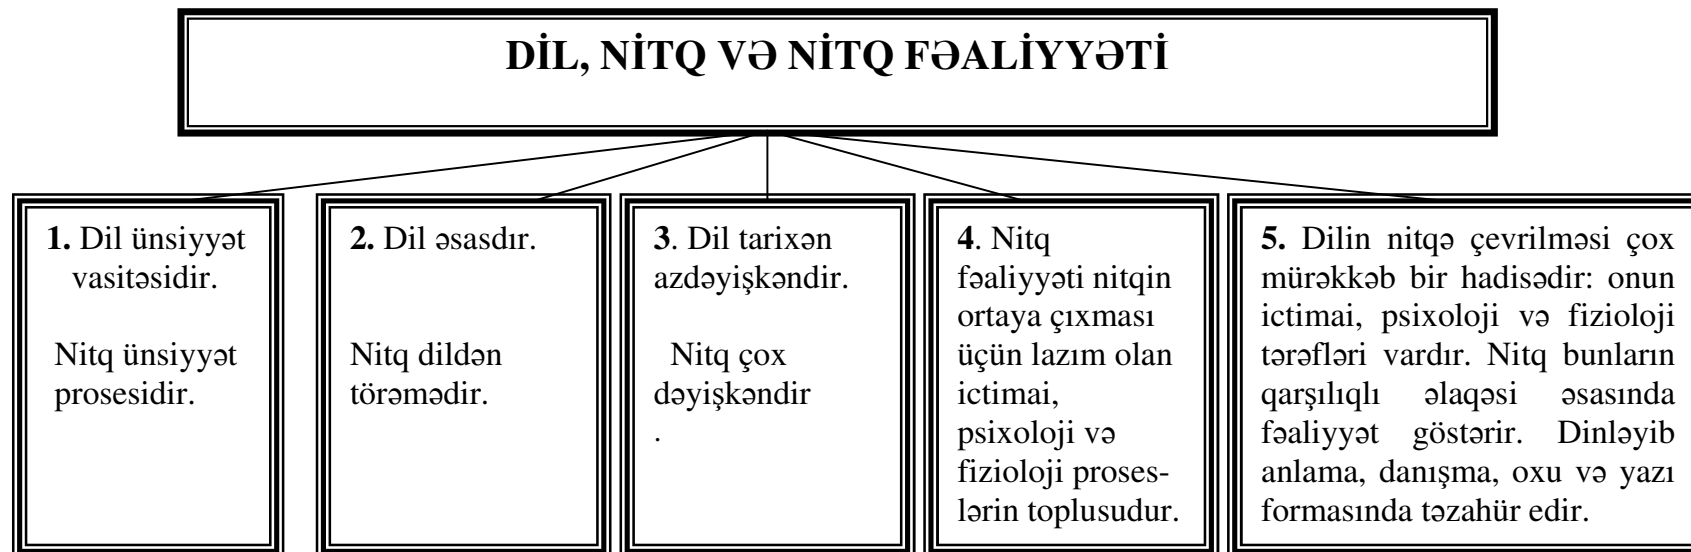 DİL, NİTQ VƏ NİTQ FƏALİYYƏTİ
1. Dil ünsiyyət
vasitəsidir.
Nitq ünsiyyət
prosesidir.
2. Dil əsasdır.
Nitq dildən
törəmədir.
3. Dil tarixən
azdəyişkəndir.
Nitq çox
dəyişkəndir
.
4. Nitq
fəaliyyəti nitqin
ortaya çıxması
üçün lazım olan
ictimai,
psixoloji və
fizioloji proses-
lərin toplusudur.
5. Dilin nitqə çevrilməsi çox
mürəkkəb bir hadisədir: onun
ictimai, psixoloji və fizioloji
tərəfləri vardır. Nitq bunların
qarşılıqlı əlaqəsi əsasında
fəaliyyət göstərir. Dinləyib
anlama, danışma, oxu və yazı
formasında təzahür edir.